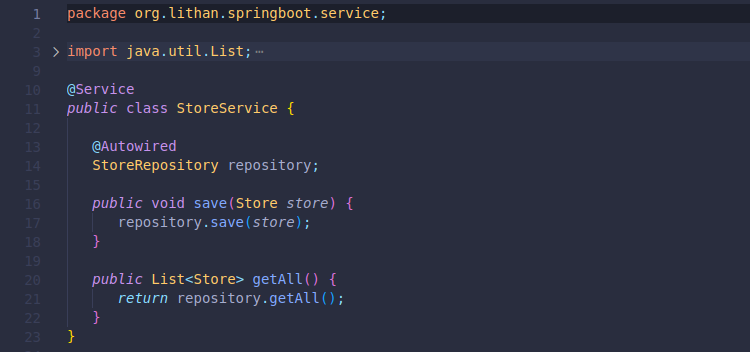 1 package org.lithan.springboot.service;
2
3 > import java.util.List; ⋯
9
10 @Service
11 public class StoreService {
12
13 @Autowired
14 StoreRepository repository;
15
16 public void save(Store store) {
17 repository.save(store);
18 }
19
20 public List<Store> getAll() {
21 return repository.getAll();
22 }
23 }